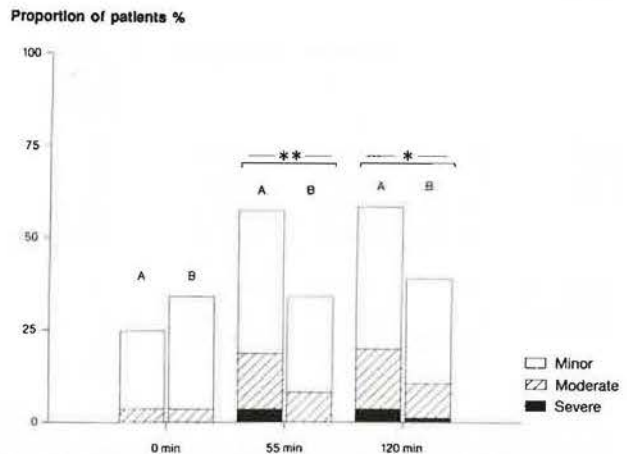 Proportion of patients %
100
75
** *
A B A B
50
A B
25
Minor
Moderate
Severe
0
0 min 55 min 120 min